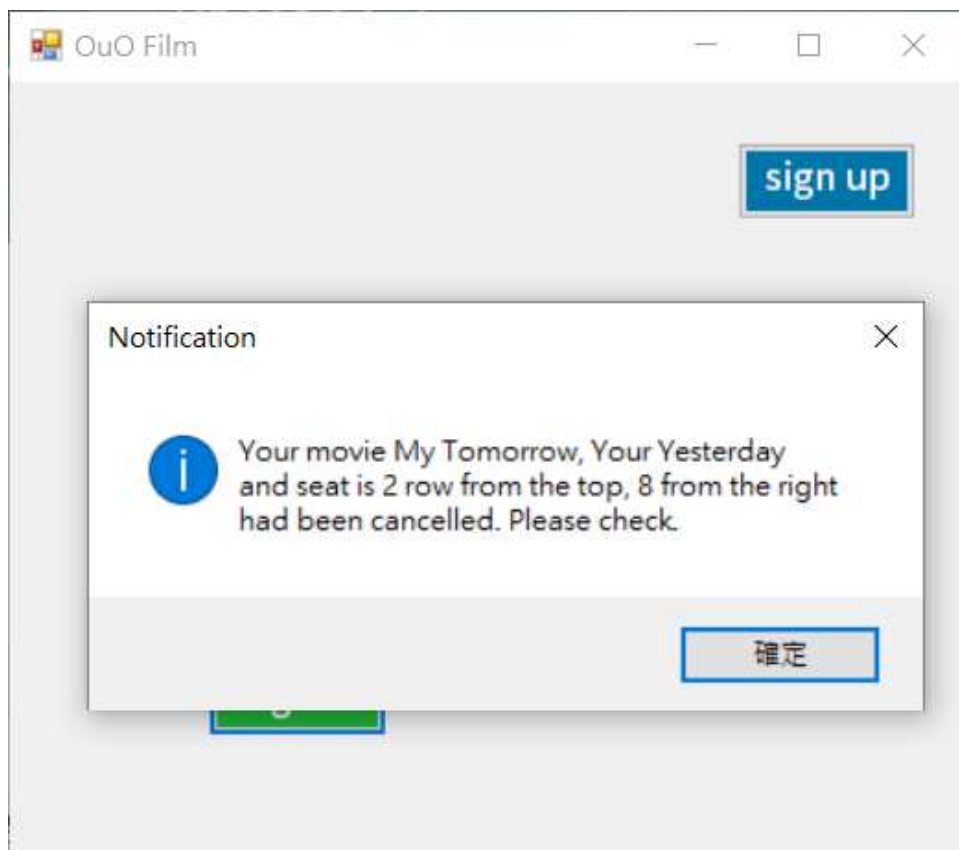 OuO Film
sign up
Notification
Your movie My Tomorrow, Your Yesterday
and seat is 2 row from the top, 8 from the right
had been cancelled. Please check.
確定